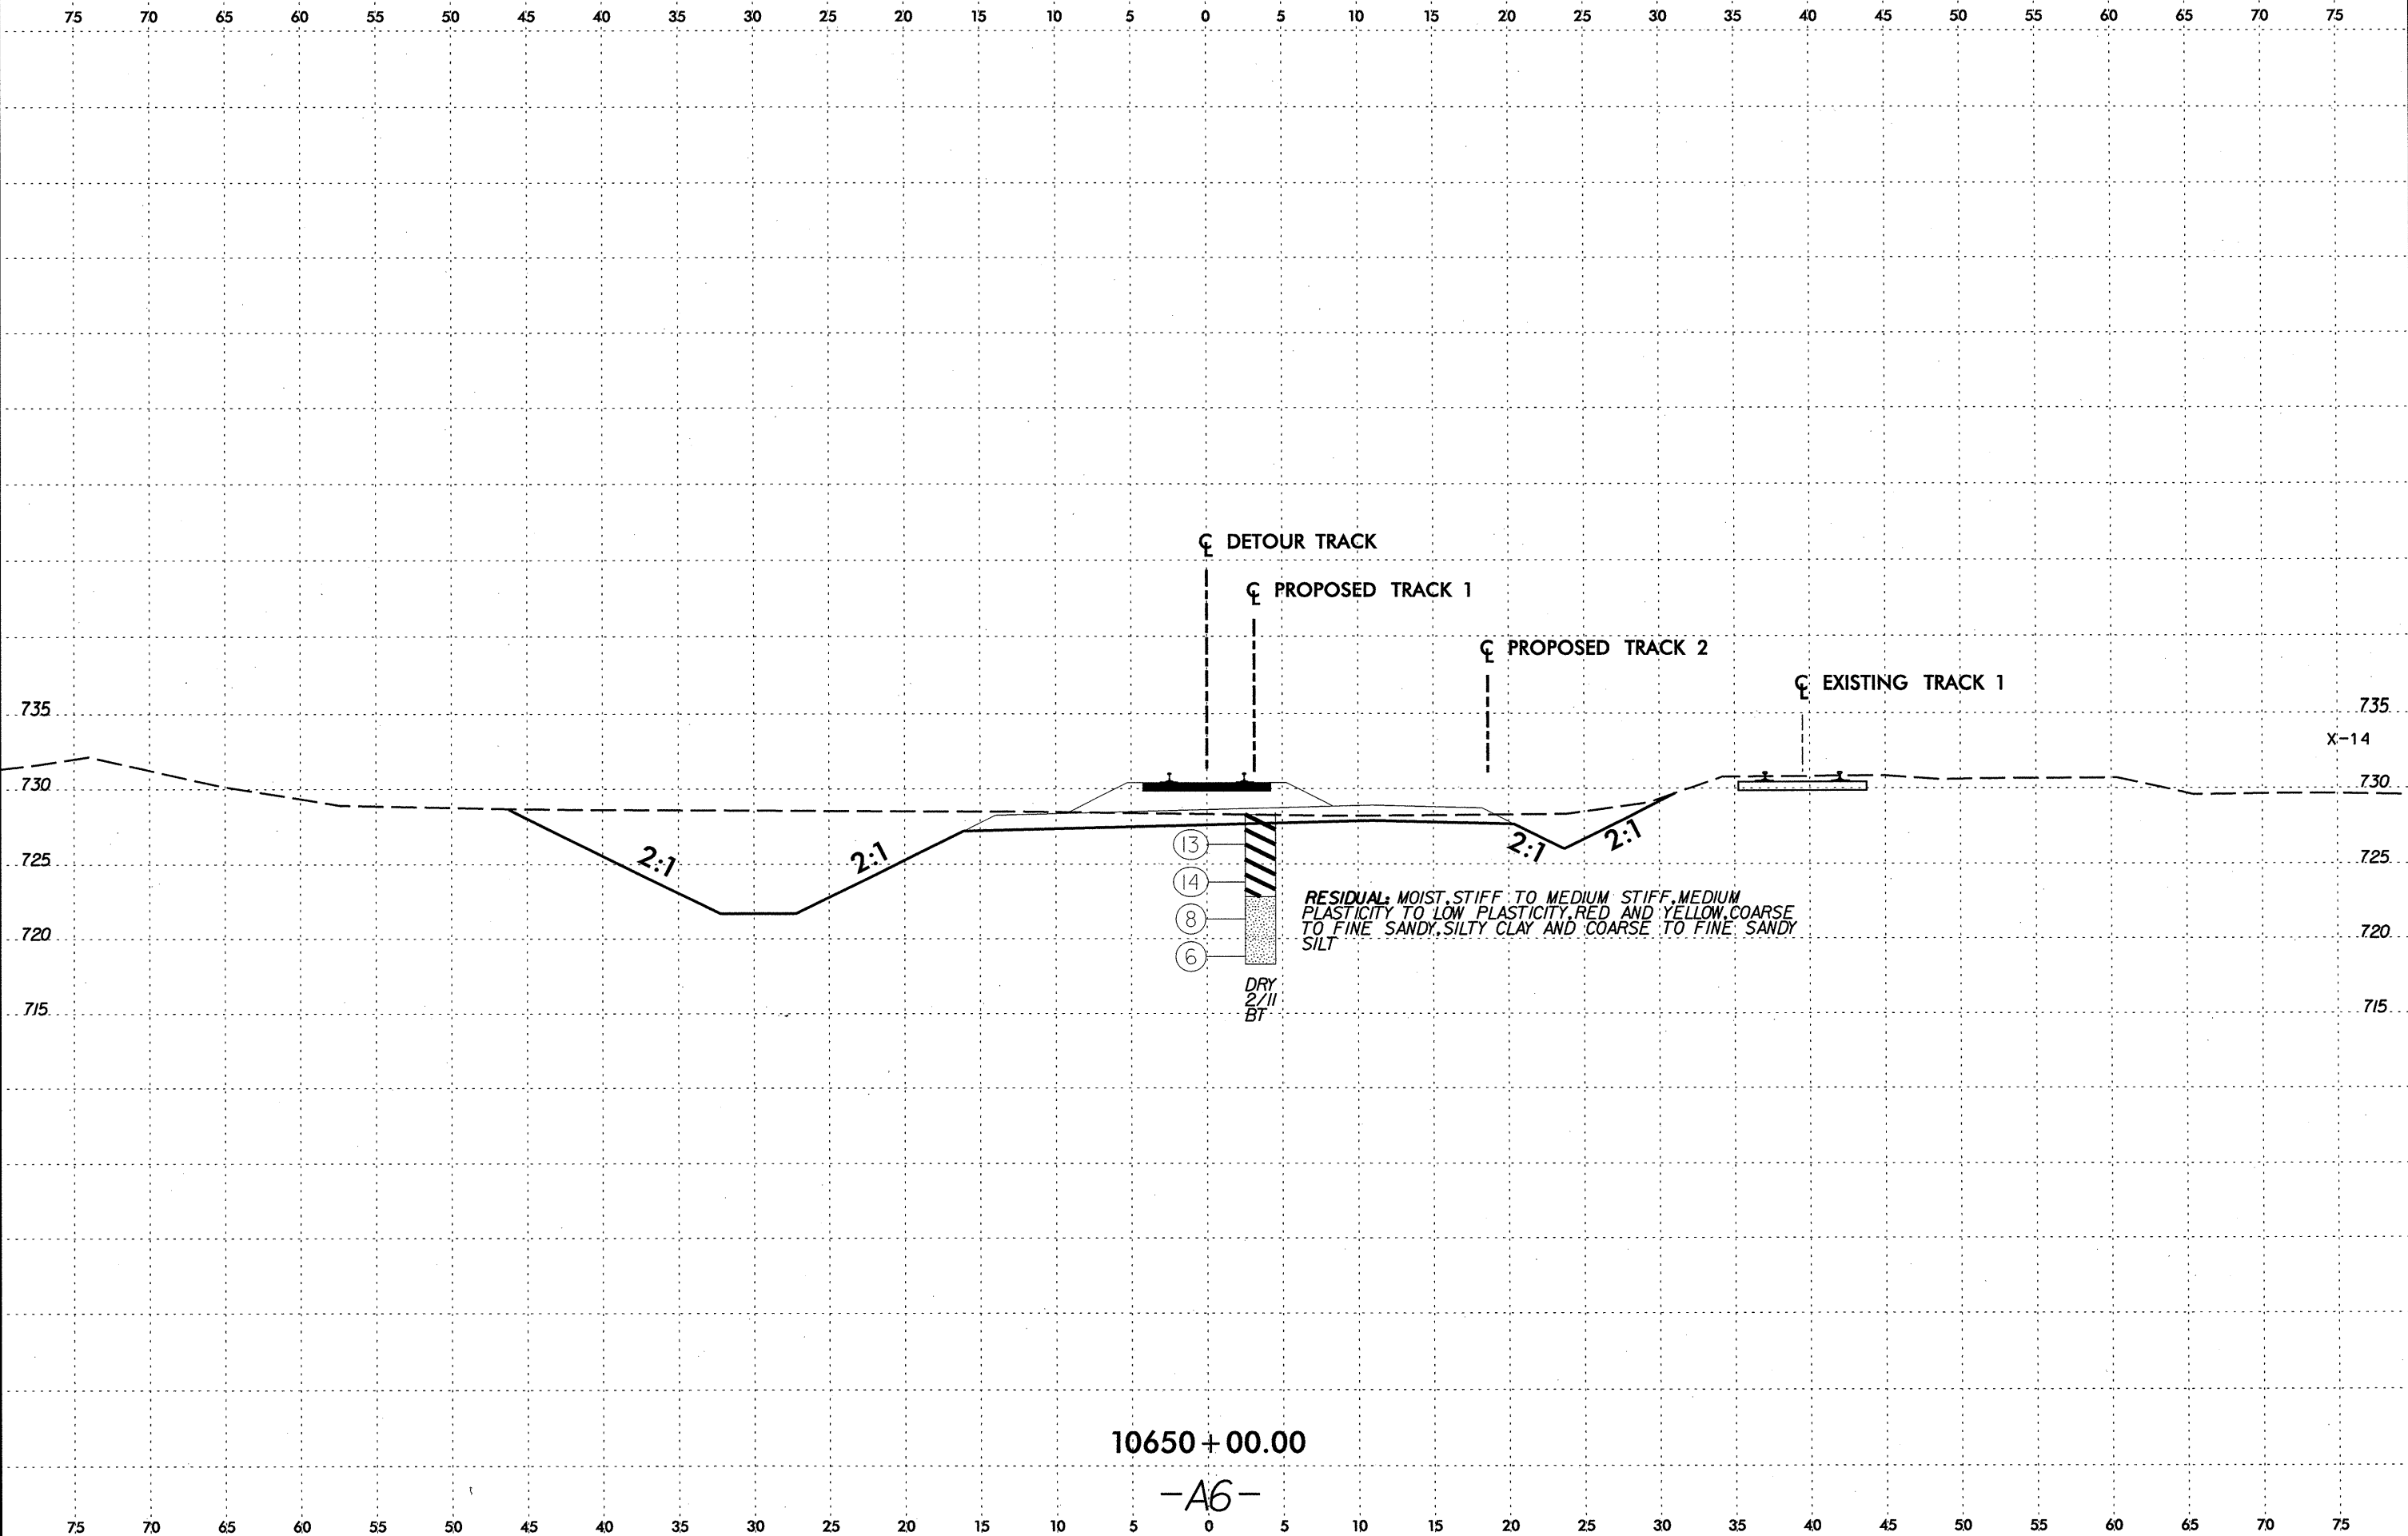 75 70 65 60 55 50 45 40 35 30 25 20 15 10 5 0 5 10 15 20 25 30 35 40 45 50 55 60 65 70 75
℄ DETOUR TRACK
℄ PROPOSED TRACK 1
℄ PROPOSED TRACK 2
℄ EXISTING TRACK 1
735 735
X-14
730 730
725 2:1 2:1 13 2:1 2:1 725
14
RESIDUAL: MOIST, STIFF TO MEDIUM STIFF, MEDIUM
PLASTICITY TO LOW PLASTICITY, RED AND YELLOW, COARSE
8
TO FINE SANDY, SILTY CLAY AND COARSE TO FINE SANDY
720 720
SILT
6
DRY
2/11
715 BT 715
10650+00.00
-A6-
75 70 65 60 55 50 45 40 35 30 25 20 15 10 5 0 5 10 15 20 25 30 35 40 45 50 55 60 65 70 75